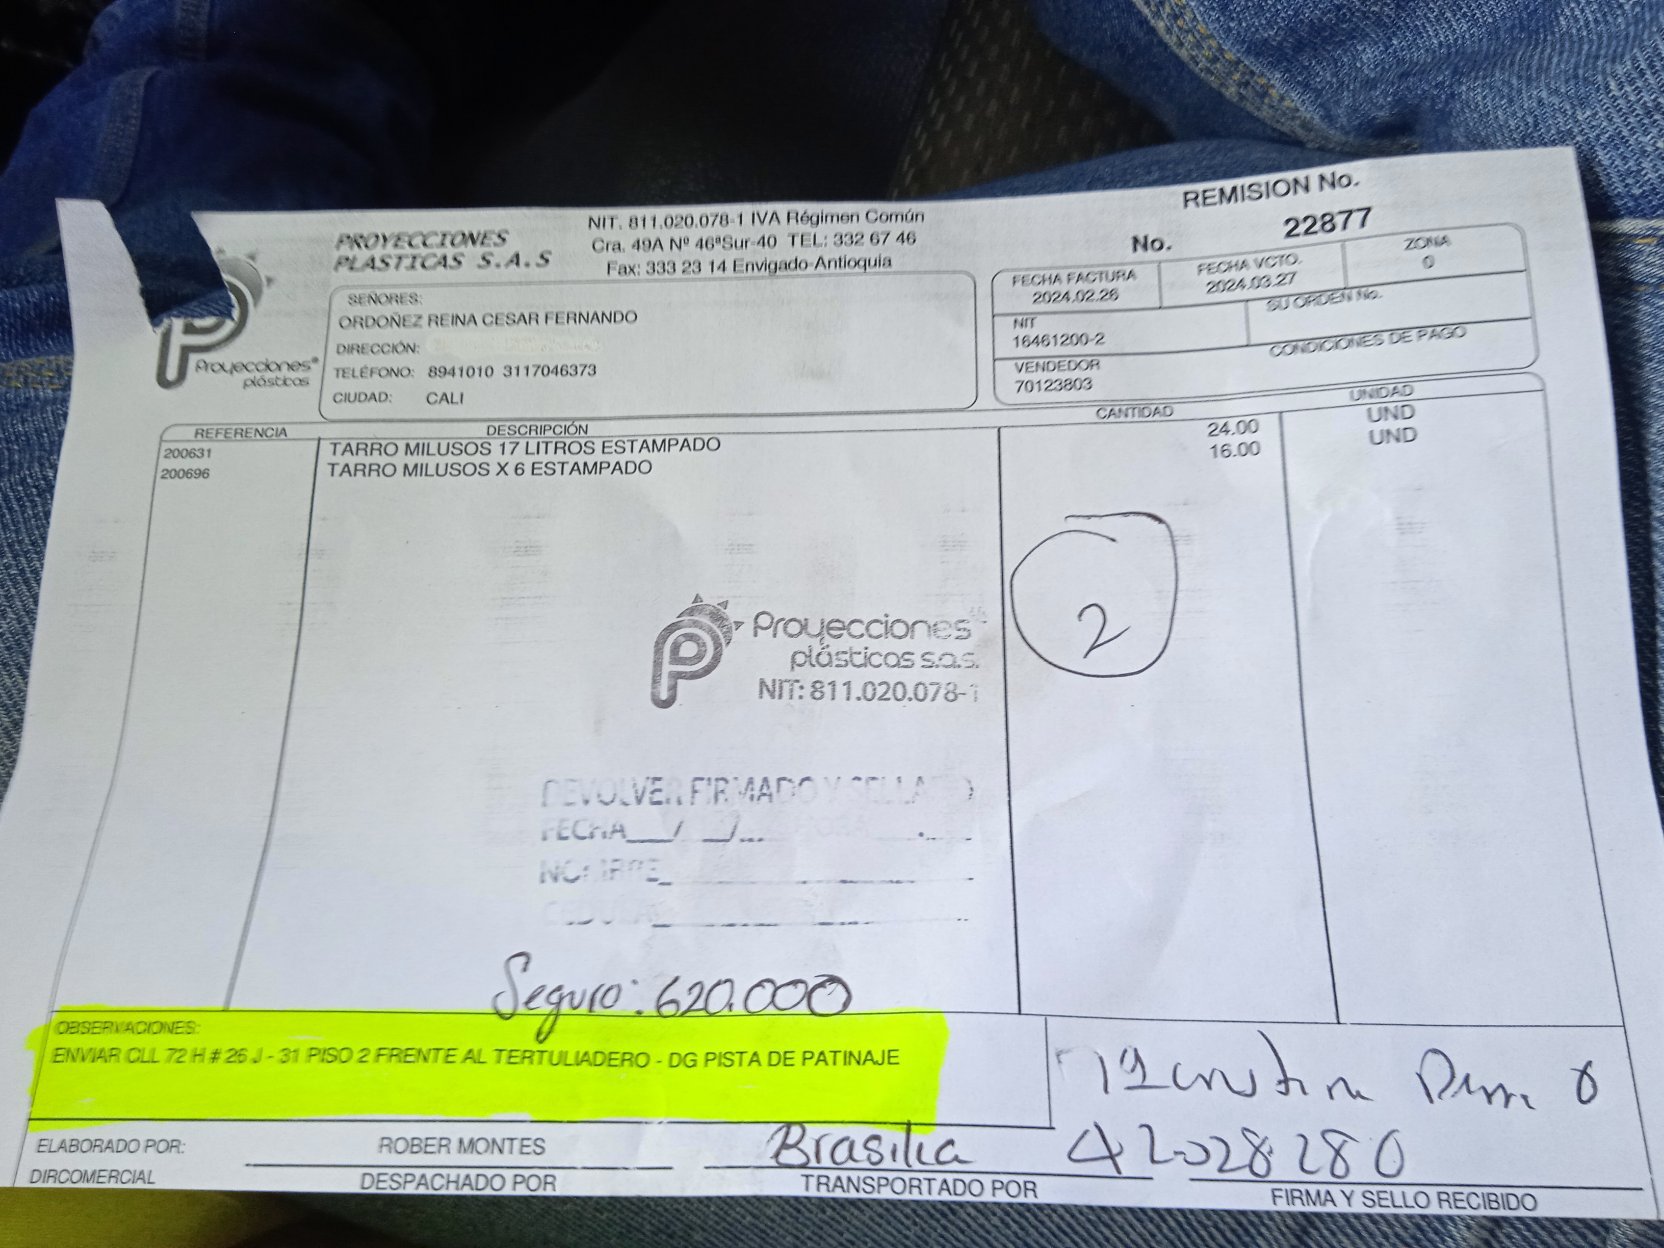 PROYECCIONES
PLASTICAS S.A.S
NIT. 811.020.078-1 IVA Régimen Común
Cra. 49A Nº 46ªSur-40 TEL: 332 67 46
Fax: 333 23 14 Envigado-Antioquia
REMISION No.
No. 22877
Proyecciones®
plásticas
SEÑORES:
ORDOÑEZ REINA CESAR FERNANDO
DIRECCIÓN:
TELÉFONO: 8941010 3117046373
CIUDAD: CALI
FECHA FACTURA
2024.02.26
FECHA VCTO.
2024.03.27
ZONA
0
NIT
16461200-2
SU ORDEN No.
VENDEDOR
70123803
CONDICIONES DE PAGO
REFERENCIA DESCRIPCIÓN CANTIDAD UNIDAD
200631 TARRO MILUSOS 17 LITROS ESTAMPADO 24.00 UND
200696 TARRO MILUSOS X 6 ESTAMPADO 16.00 UND
2
Proyecciones
plásticas s.a.s.
NIT: 811.020.078-1
DEVOLVER FIRMADO Y SELLADO
FECHA
NOMBRE
CEDULA
Seguro: 620.000
OBSERVACIONES:
ENVIAR CLL 72 H # 26 J - 31 PISO 2 FRENTE AL TERTULIADERO - DG PISTA DE PATINAJE
42028280
ELABORADO POR: ROBER MONTES Brasilia
DIRCOMERCIAL DESPACHADO POR TRANSPORTADO POR FIRMA Y SELLO RECIBIDO